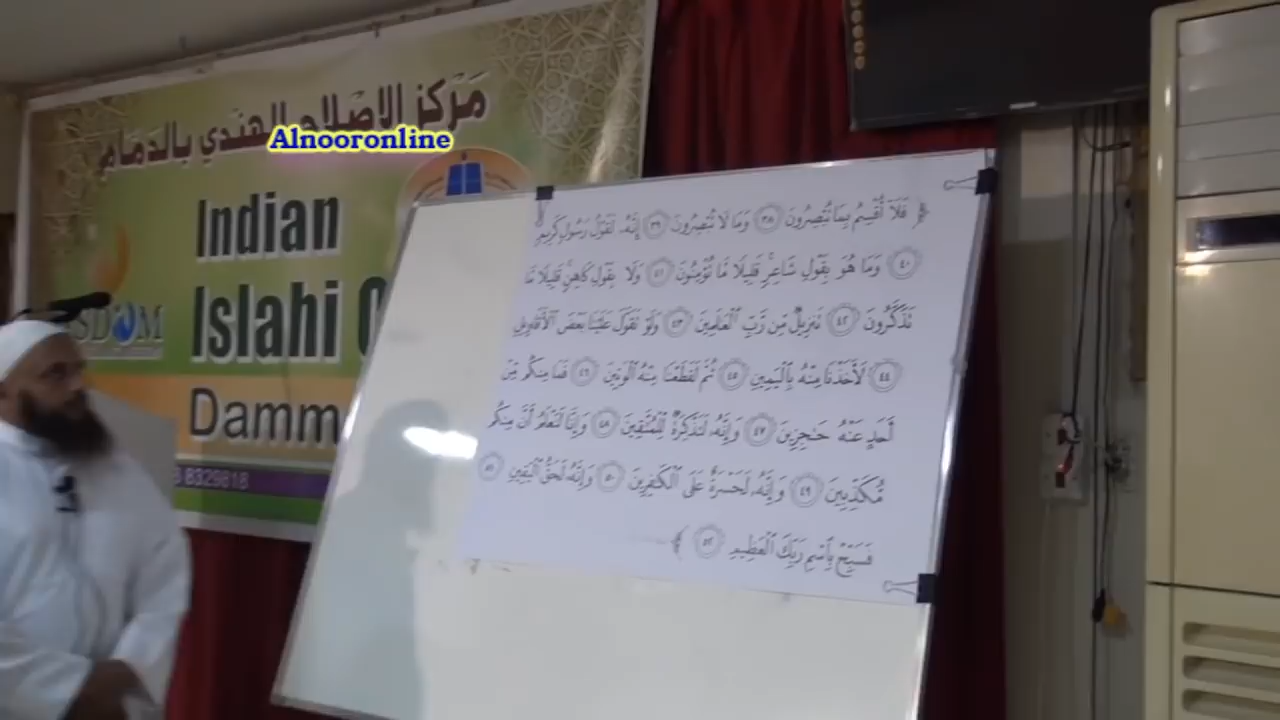 مركز الإصلاح الهندي بالدمام
Alnooronline
Indian
Islahi C
Damm
8329818
﴿ فَلَآ أُقْسِمُ بِمَا تُبْصِرُونَ ٣٨ وَمَا لَا تُبْصِرُونَ ٣٩ إِنَّهُۥ لَقَوْلُ رَسُولٍ كَرِيمٍ
٤٠ وَمَا هُوَ بِقَوْلِ شَاعِرٍ ۚ قَلِيلًا مَّا تُؤْمِنُونَ ٤١ وَلَا بِقَوْلِ كَاهِنٍ ۚ قَلِيلًا مَّا
تَذَكَّرُونَ ٤٢ تَنزِيلٌ مِّن رَّبِّ ٱلْعَٰلَمِينَ ٤٣ وَلَوْ تَقَوَّلَ عَلَيْنَا بَعْضَ ٱلْأَقَاوِيلِ
٤٤ لَأَخَذْنَا مِنْهُ بِٱلْيَمِينِ ٤٥ ثُمَّ لَقَطَعْنَا مِنْهُ ٱلْوَتِينَ ٤٦ فَمَا مِنكُم مِّنْ
أَحَدٍ عَنْهُ حَٰجِزِينَ ٤٧ وَإِنَّهُۥ لَتَذْكِرَةٌ لِّلْمُتَّقِينَ ٤٨ وَإِنَّا لَنَعْلَمُ أَنَّ مِنكُم
مُّكَذِّبِينَ ٤٩ وَإِنَّهُۥ لَحَسْرَةٌ عَلَى ٱلْكَٰفِرِينَ ٥٠ وَإِنَّهُۥ لَحَقُّ ٱلْيَقِينِ ٥١
فَسَبِّحْ بِٱسْمِ رَبِّكَ ٱلْعَظِيمِ ٥٢ ﴾